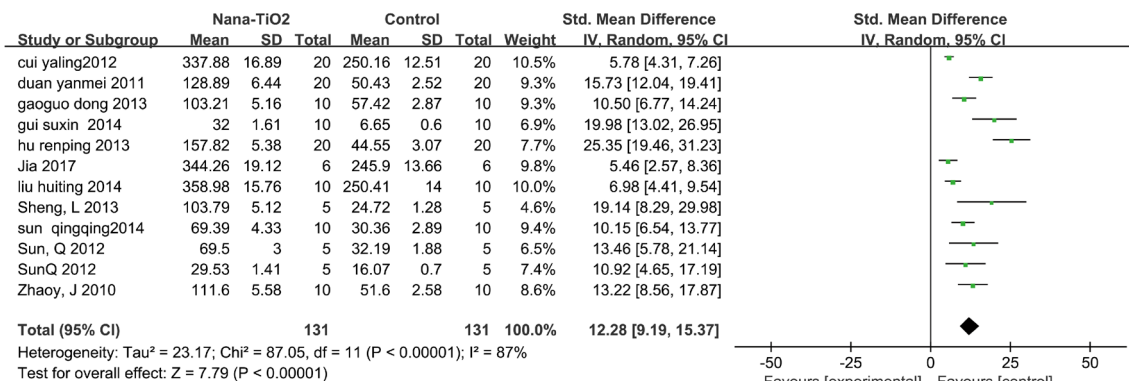 Nana-TiO2 Control Std. Mean Difference Std. Mean Difference
Study or Subgroup Mean SD Total Mean SD Total Weight IV, Random, 95% CI IV, Random, 95% CI
cui yaling2012 337.88 16.89 20 250.16 12.51 20 10.5% 5.78 [4.31, 7.26]
duan yanmei 2011 128.89 6.44 20 50.43 2.52 20 9.3% 15.73 [12.04, 19.41]
gaoguo dong 2013 103.21 5.16 10 57.42 2.87 10 9.3% 10.50 [6.77, 14.24]
gui suxin 2014 32 1.61 10 6.65 0.6 10 6.9% 19.98 [13.02, 26.95]
hu renping 2013 157.82 5.38 20 44.55 3.07 20 7.7% 25.35 [19.46, 31.23]
Jia 2017 344.26 19.12 6 245.9 13.66 6 9.8% 5.46 [2.57, 8.36]
liu huiting 2014 358.98 15.76 10 250.41 14 10 10.0% 6.98 [4.41, 9.54]
Sheng, L 2013 103.79 5.12 5 24.72 1.28 5 4.6% 19.14 [8.29, 29.98]
sun qingqing2014 69.39 4.33 10 30.36 2.89 10 9.4% 10.15 [6.54, 13.77]
Sun, Q 2012 69.5 3 5 32.19 1.88 5 6.5% 13.46 [5.78, 21.14]
SunQ 2012 29.53 1.41 5 16.07 0.7 5 7.4% 10.92 [4.65, 17.19]
Zhaoy, J 2010 111.6 5.58 10 51.6 2.58 10 8.6% 13.22 [8.56, 17.87]
Total (95% CI) 131 131 100.0% 12.28 [9.19, 15.37]
Heterogeneity: Tau² = 23.17; Chi² = 87.05, df = 11 (P < 0.00001); I² = 87%
Test for overall effect: Z = 7.79 (P < 0.00001)
-50 -25 0 25 50
Favours [experimental] Favours [control]